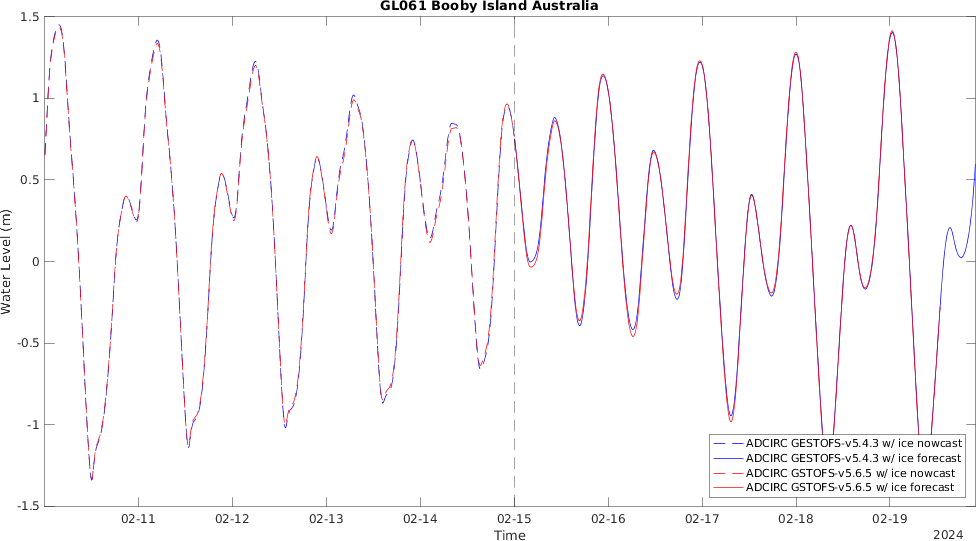 GL061 Booby Island Australia
1.5
1
0.5
0
-0.5
-1
-1.5
Water Level (m)
02-11 02-12 02-13 02-14 02-15 02-16 02-17 02-18 02-19
Time
2024
ADCIRC GESTOFS-v5.4.3 w/ ice nowcast
ADCIRC GESTOFS-v5.4.3 w/ ice forecast
ADCIRC GSTOFS-v5.6.5 w/ ice nowcast
ADCIRC GSTOFS-v5.6.5 w/ ice forecast